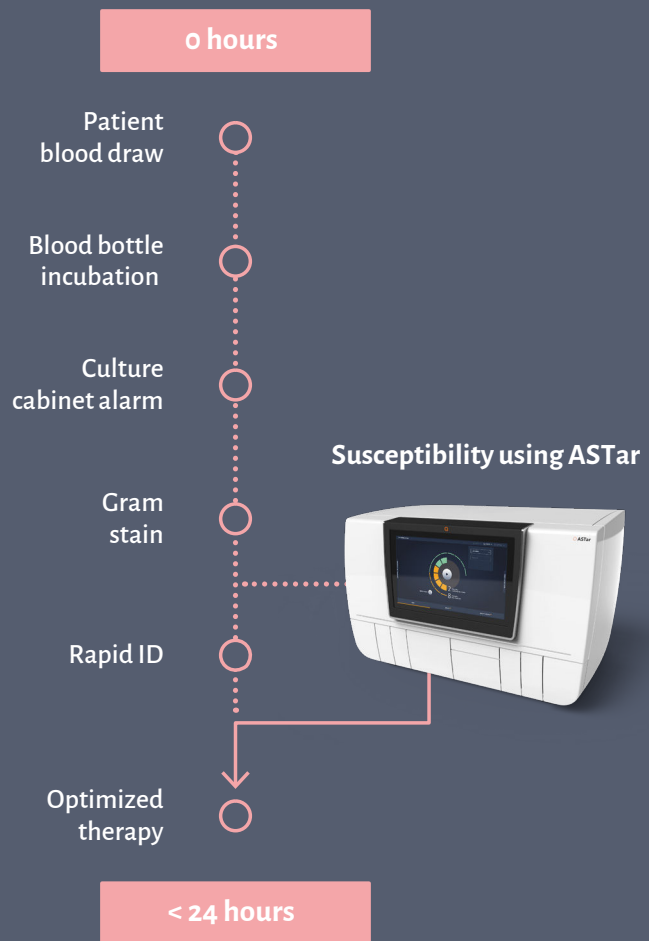 0 hours
Patient
blood draw
Blood bottle
incubation
Culture
cabinet alarm
Susceptibility using ASTar
Gram
stain
ASTar
Rapid ID
Optimized
therapy
< 24 hours